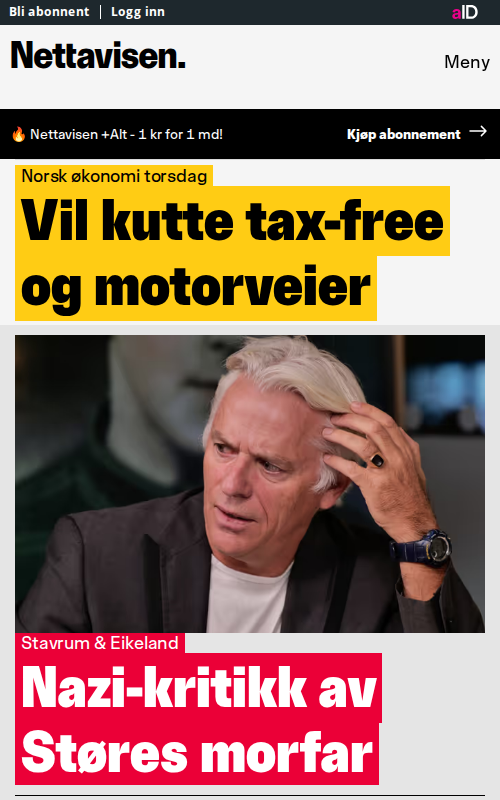 Bli abonnent
Logg inn
aID
Nettavisen.
Meny
🔥 Nettavisen +Alt - 1 kr for 1 md!
Kjøp abonnement →
Norsk økonomi torsdag
Vil kutte tax-free
og motorveier
Stavrum & Eikeland
Nazi-kritikk av
Støres morfar